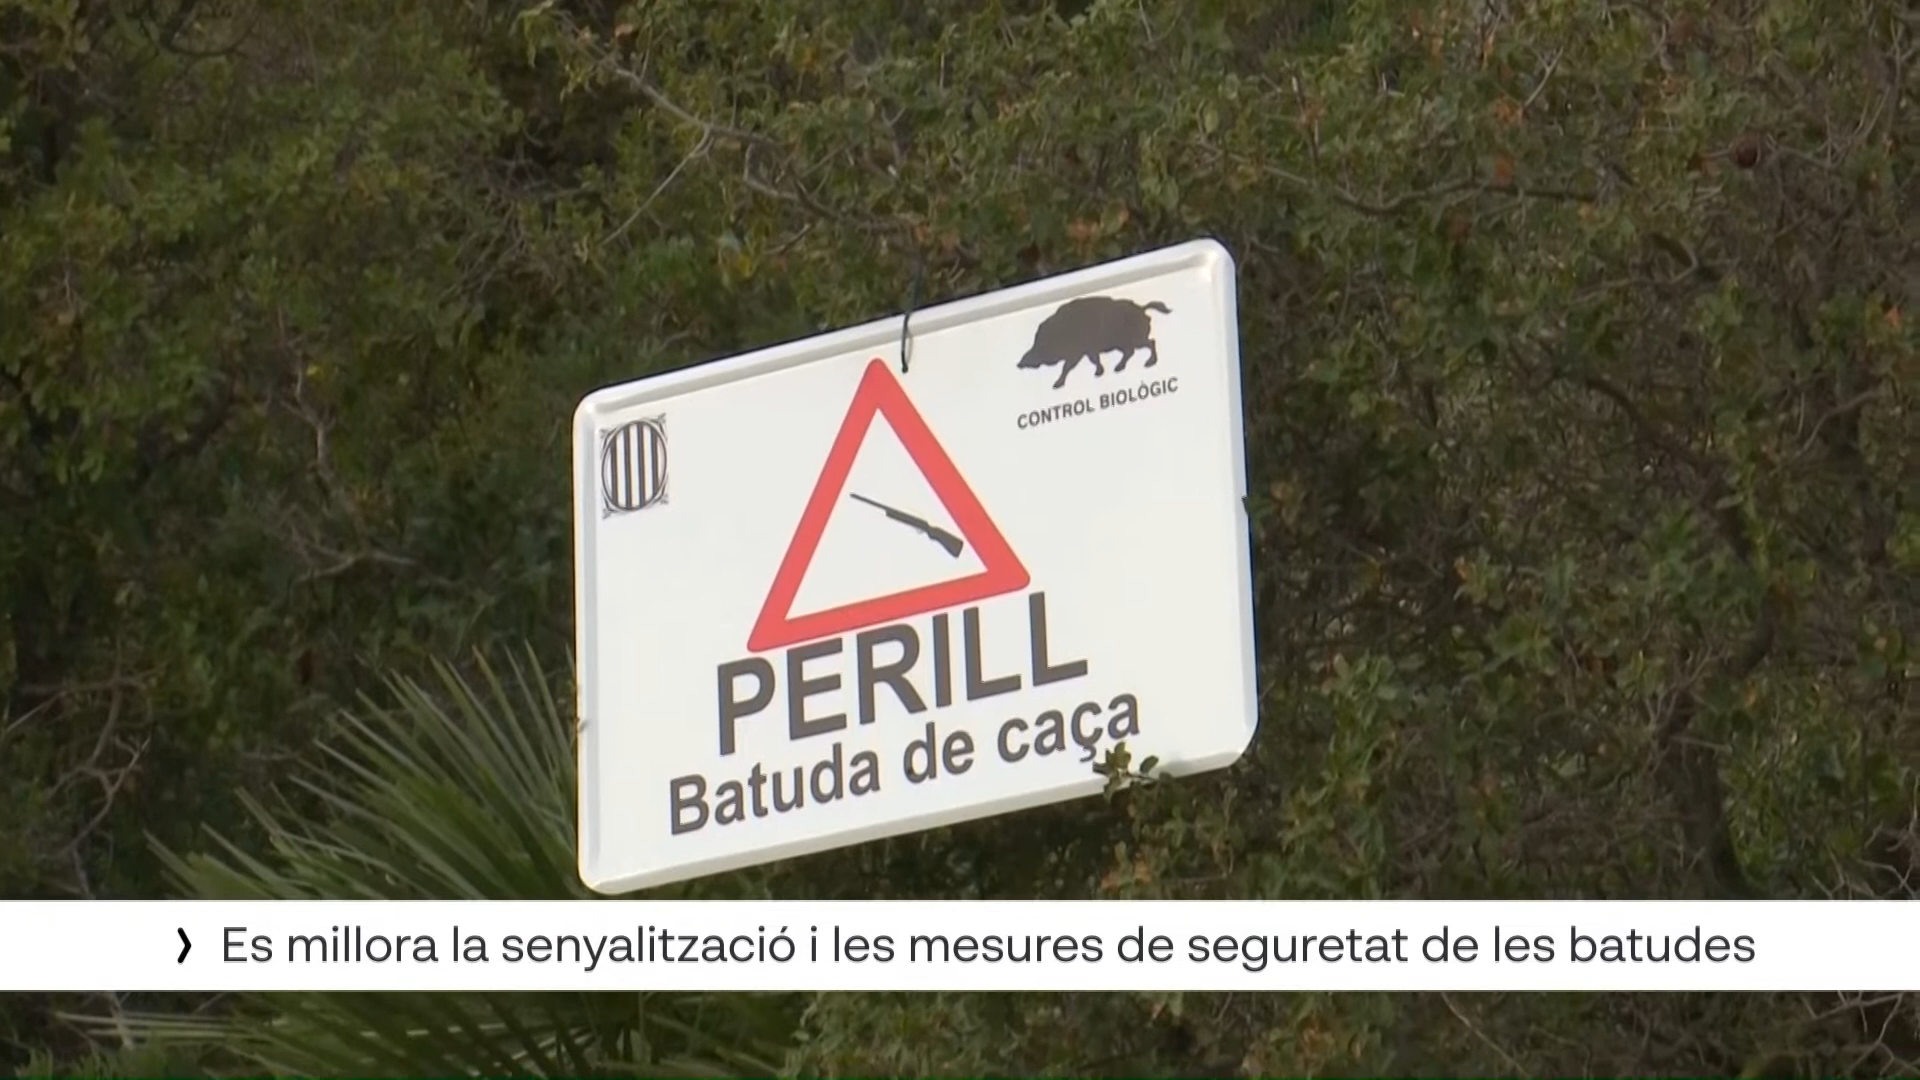 CONTROL BIOLÒGIC
PERILL
Batuda de caça
Es millora la senyalització i les mesures de seguretat de les batudes